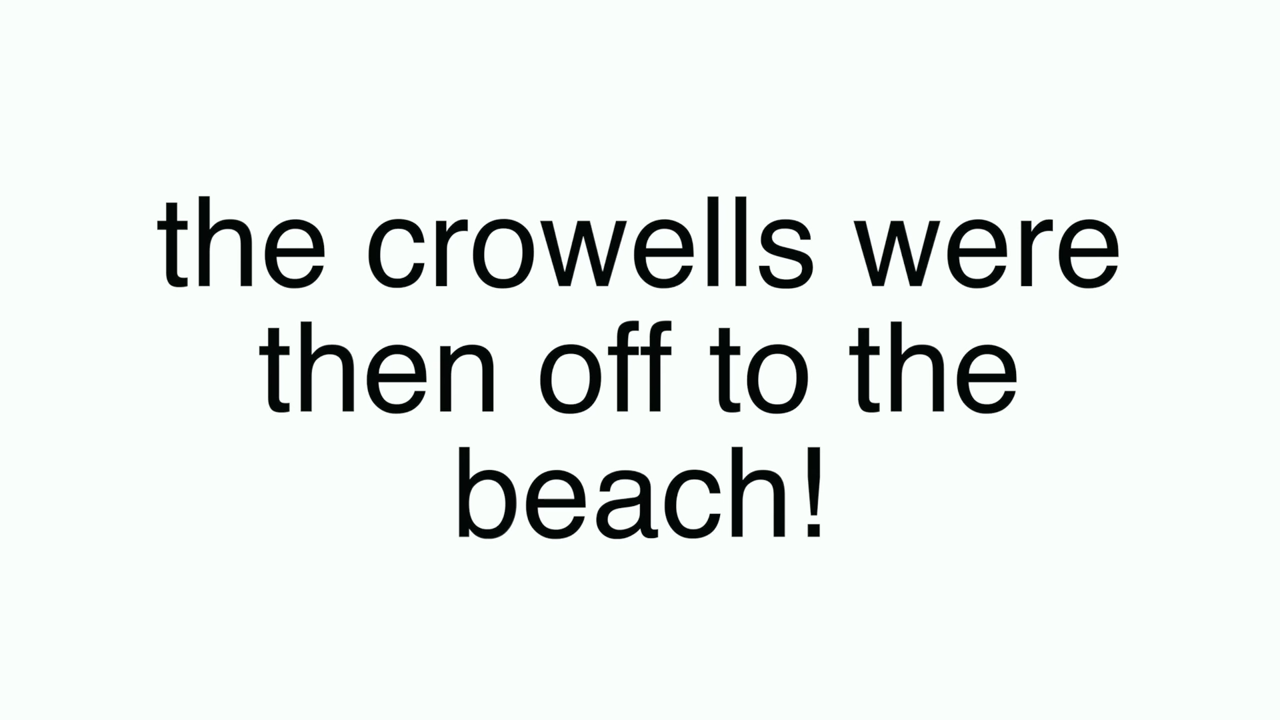 the crowells were
then off to the
beach!